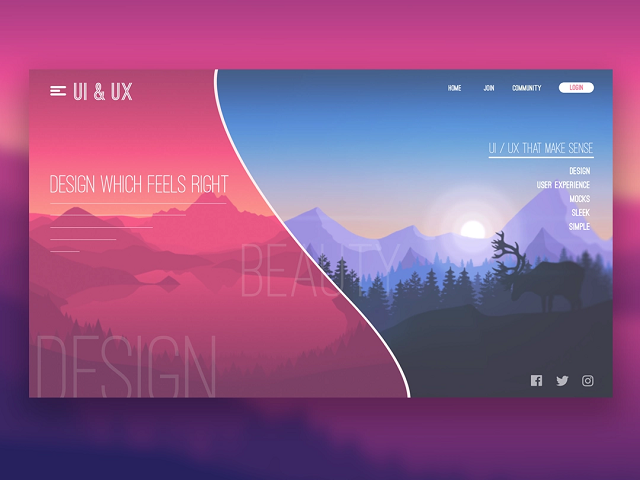 UI & UX
HOME
JOIN
COMMUNITY
LOGIN
UI / UX THAT MAKE SENSE
DESIGN
USER EXPERIENCE
MOCKS
SLEEK
SIMPLE
DESIGN WHICH FEELS RIGHT
BEAUTY
DESIGN